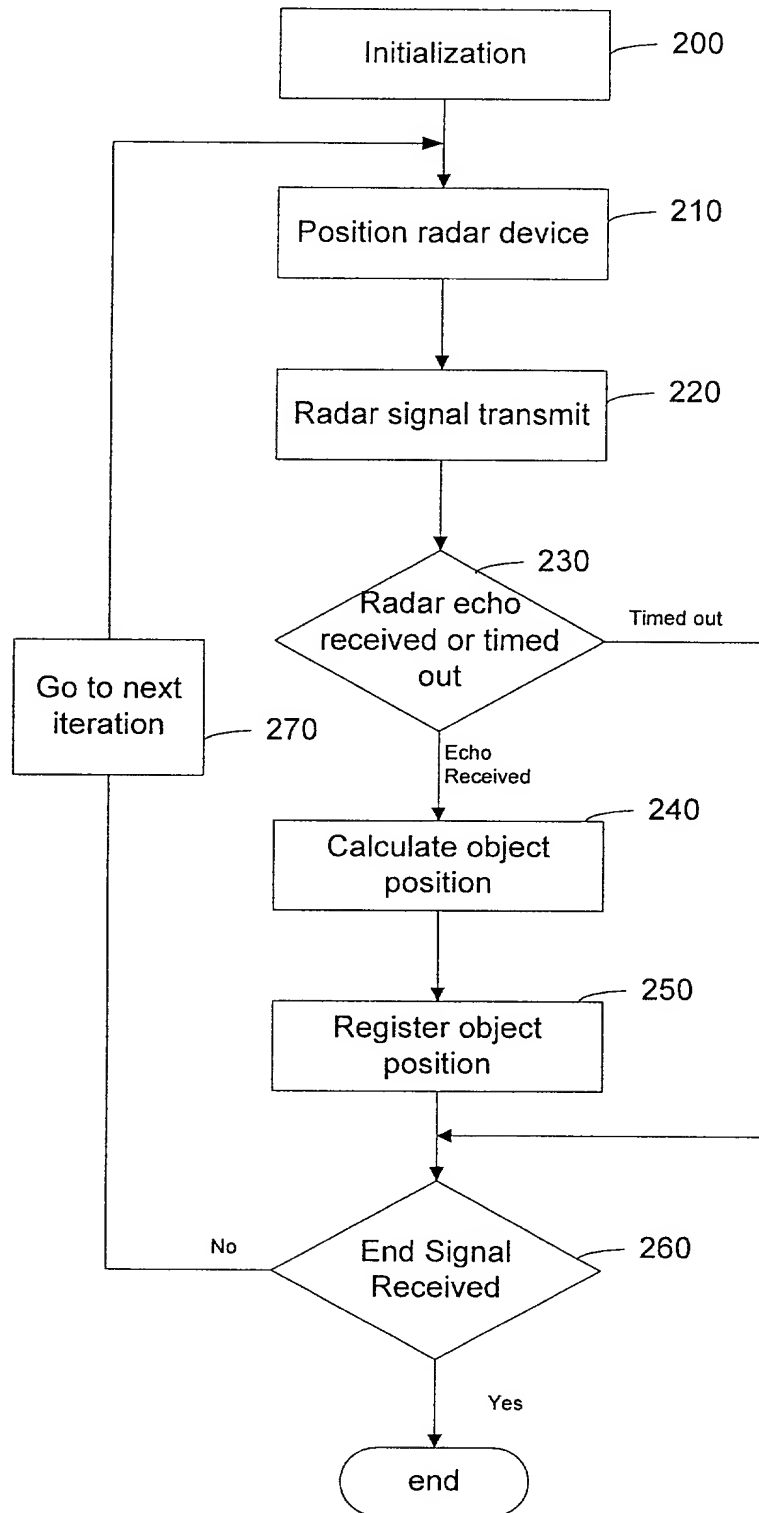 Initialization
200
Position radar device
210
Radar signal transmit
220
230
Radar echo
received or timed
out
Timed out
Go to next
iteration
270
Echo
Received
240
Calculate object
position
250
Register object
position
No
End Signal
Received
260
Yes
end